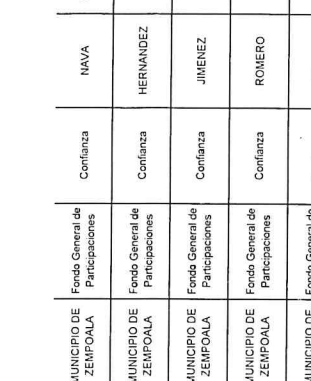 MUNICIPIO DE
ZEMPOALA
Fondo General de
Participaciones
Confianza
NAVA
MUNICIPIO DE
ZEMPOALA
Fondo General de
Participaciones
Confianza
HERNANDEZ
MUNICIPIO DE
ZEMPOALA
Fondo General de
Participaciones
Confianza
JIMENEZ
MUNICIPIO DE
ZEMPOALA
Fondo General de
Participaciones
Confianza
ROMERO
MUNICIPIO DE
Fondo General de